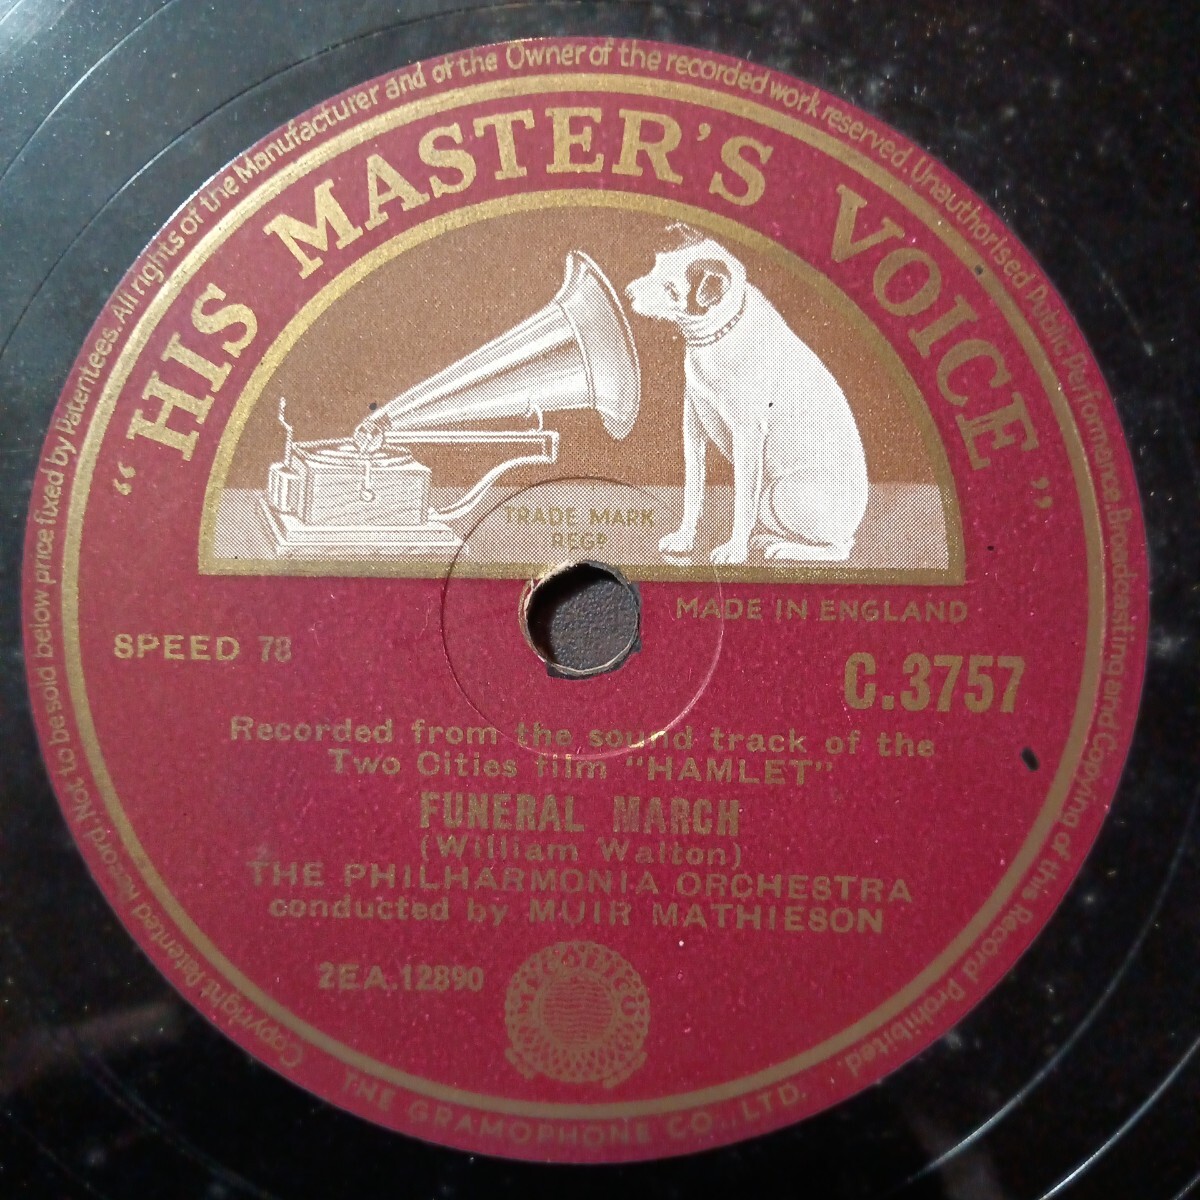 Copyright Patented Record. Not to be sold below price fixed by Patentees. All rights of the Manufacturer and of the Owner of the recorded work reserved. Unauthorised Public Performance, Broadcasting and Copying of this Record Prohibited.
"HIS MASTER'S VOICE"
TRADE MARK
REGD
MADE IN ENGLAND
SPEED 78
C.3757
Recorded from the sound track of the
Two Cities film "HAMLET"
FUNERAL MARCH
(William Walton)
THE PHILHARMONIA ORCHESTRA
conducted by MUIR MATHIESON
2EA.12890
THE GRAMOPHONE CO., LTD.